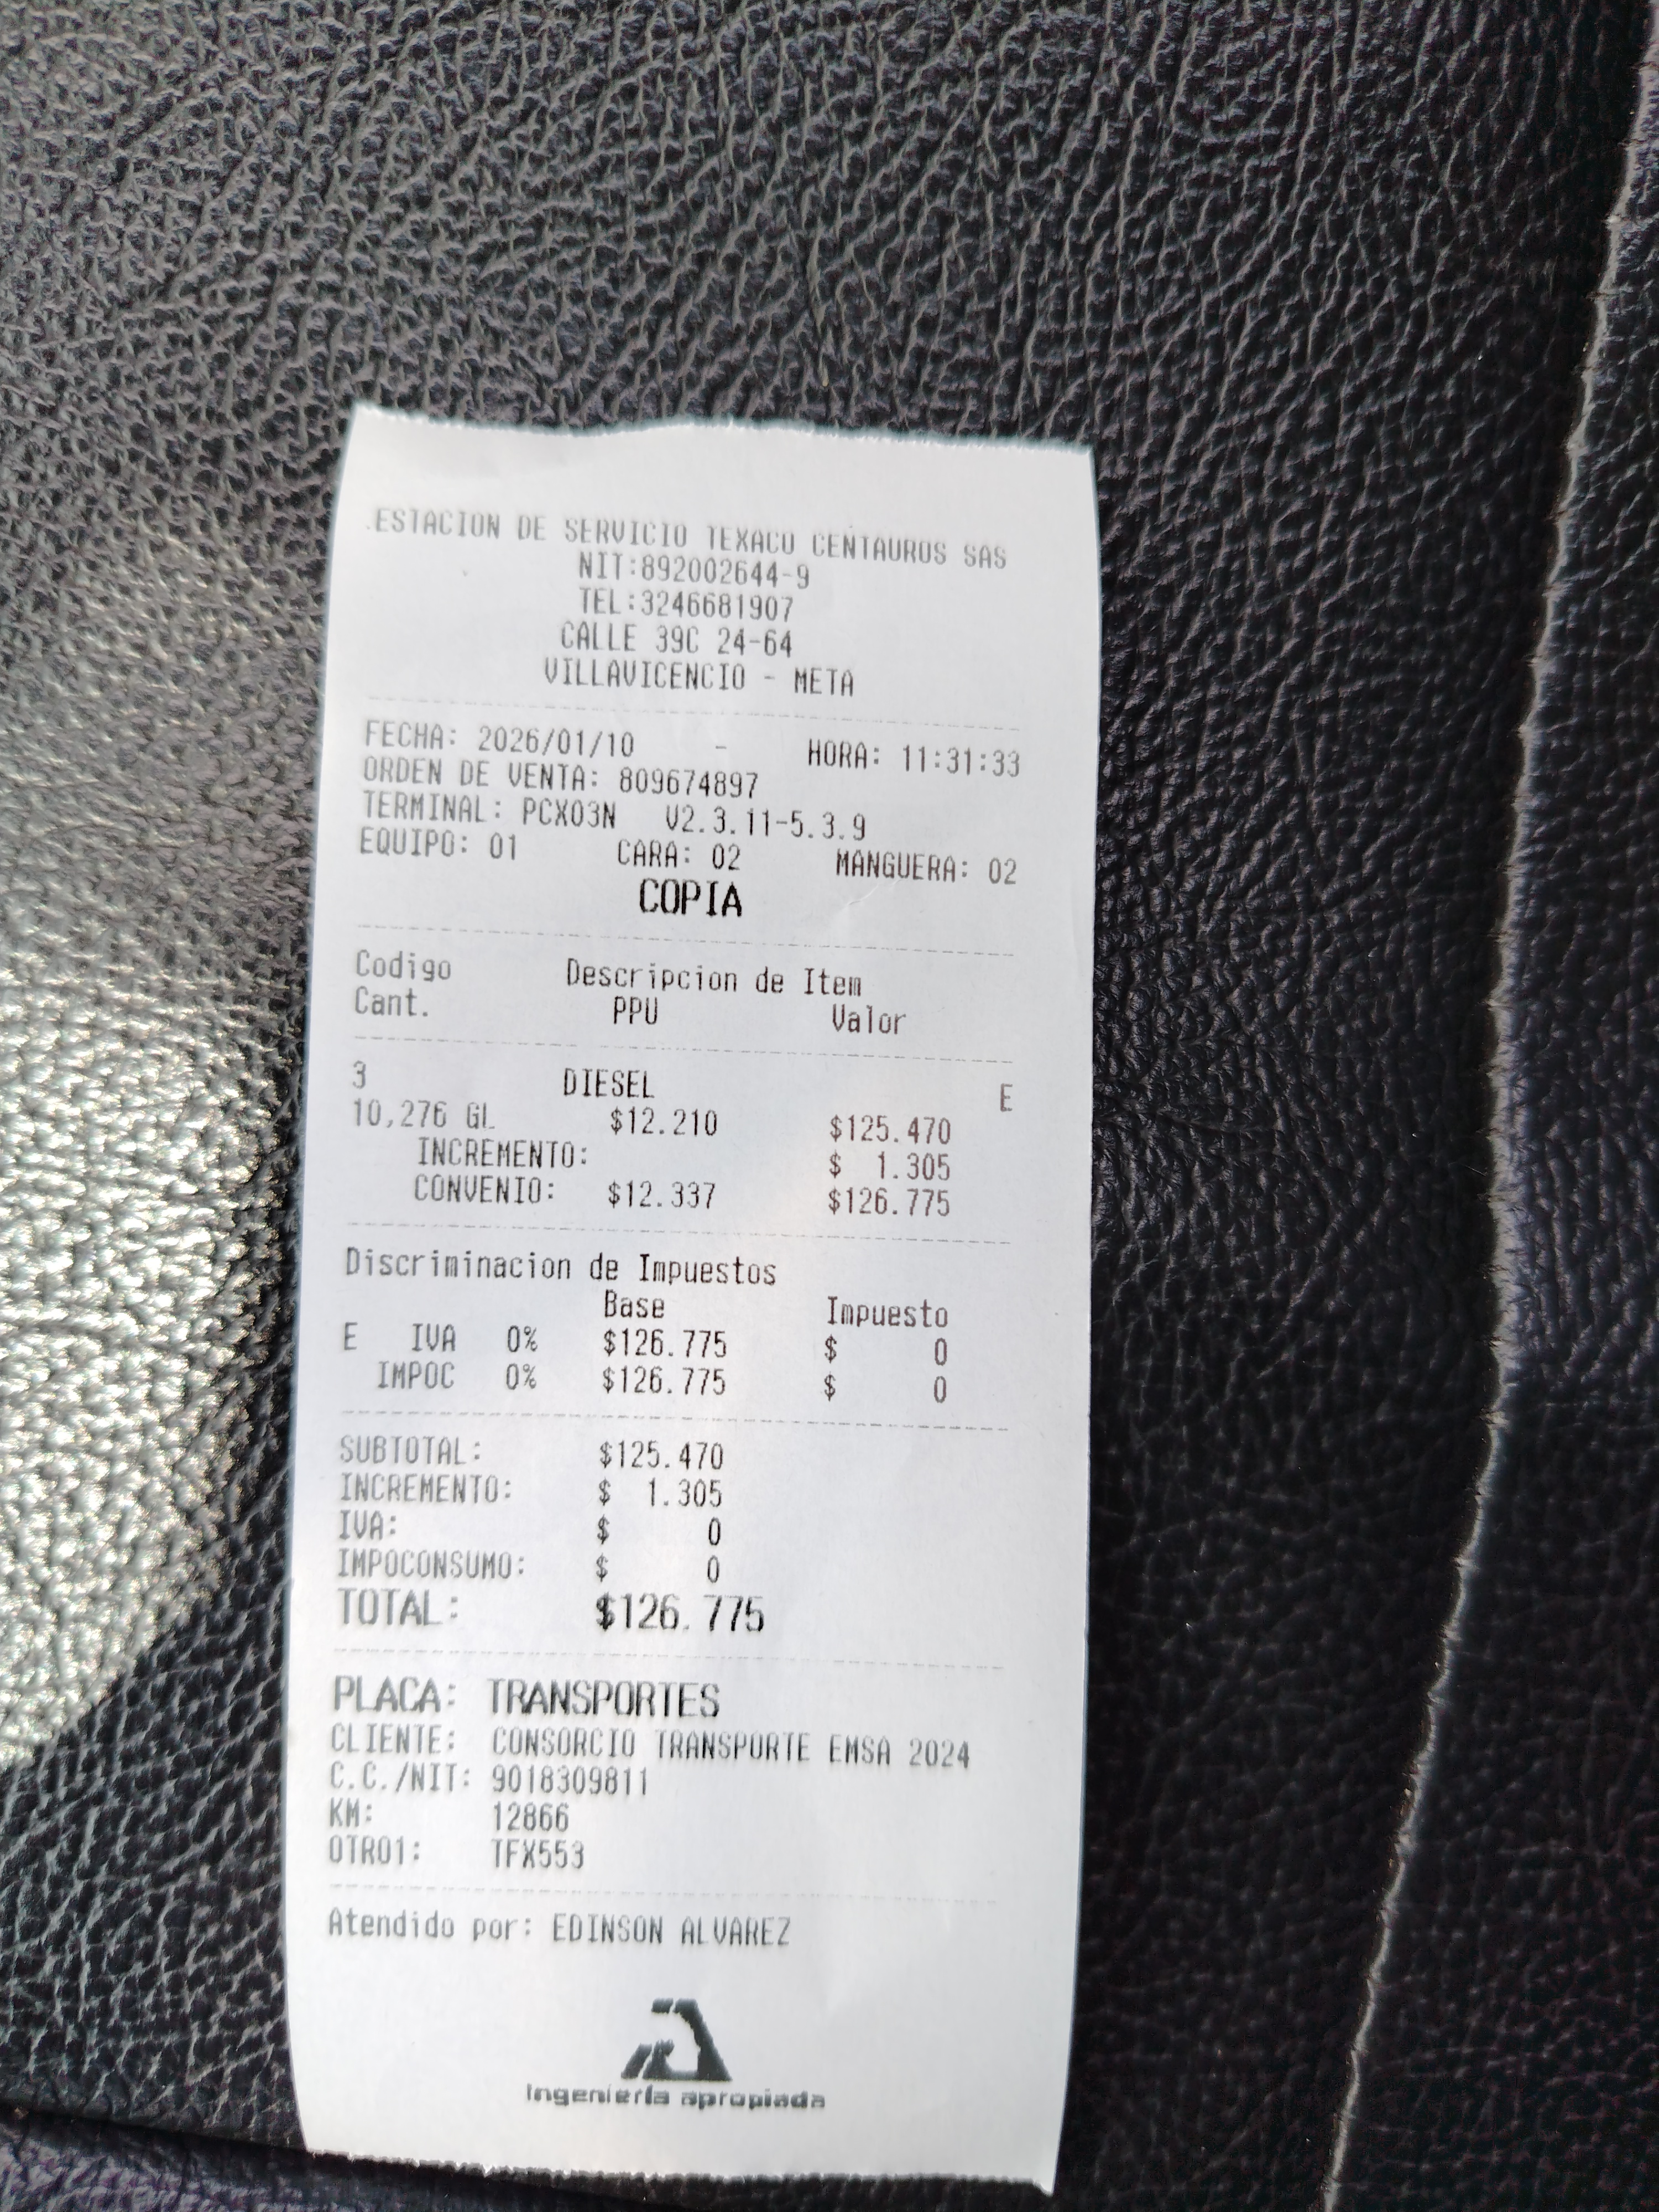 .ESTACION DE SERVICIO TEXACO CENTAUROS SAS
NIT:892002644-9
TEL:3246681907
CALLE 39C 24-64
VILLAVICENCIO - META
FECHA: 2026/01/10 - HORA: 11:31:33
ORDEN DE VENTA: 809674897
TERMINAL: PCX03N V2.3.11-5.3.9
EQUIPO: 01 CARA: 02 MANGUERA: 02
COPIA
Codigo Descripcion de Item
Cant. PPU Valor
3 DIESEL E
10,276 GL $12.210 $125.470
INCREMENTO: $ 1.305
CONVENIO: $12.337 $126.775
Discriminacion de Impuestos
Base Impuesto
E IVA 0% $126.775 $ 0
IMPOC 0% $126.775 $ 0
SUBTOTAL: $125.470
INCREMENTO: $ 1.305
IVA: $ 0
IMPOCONSUMO: $ 0
TOTAL: $126.775
PLACA: TRANSPORTES
CLIENTE: CONSORCIO TRANSPORTE EMSA 2024
C.C./NIT: 9018309811
KM: 12866
OTRO1: TFX553
Atendido por: EDINSON ALVAREZ
Ingeniería apropiada